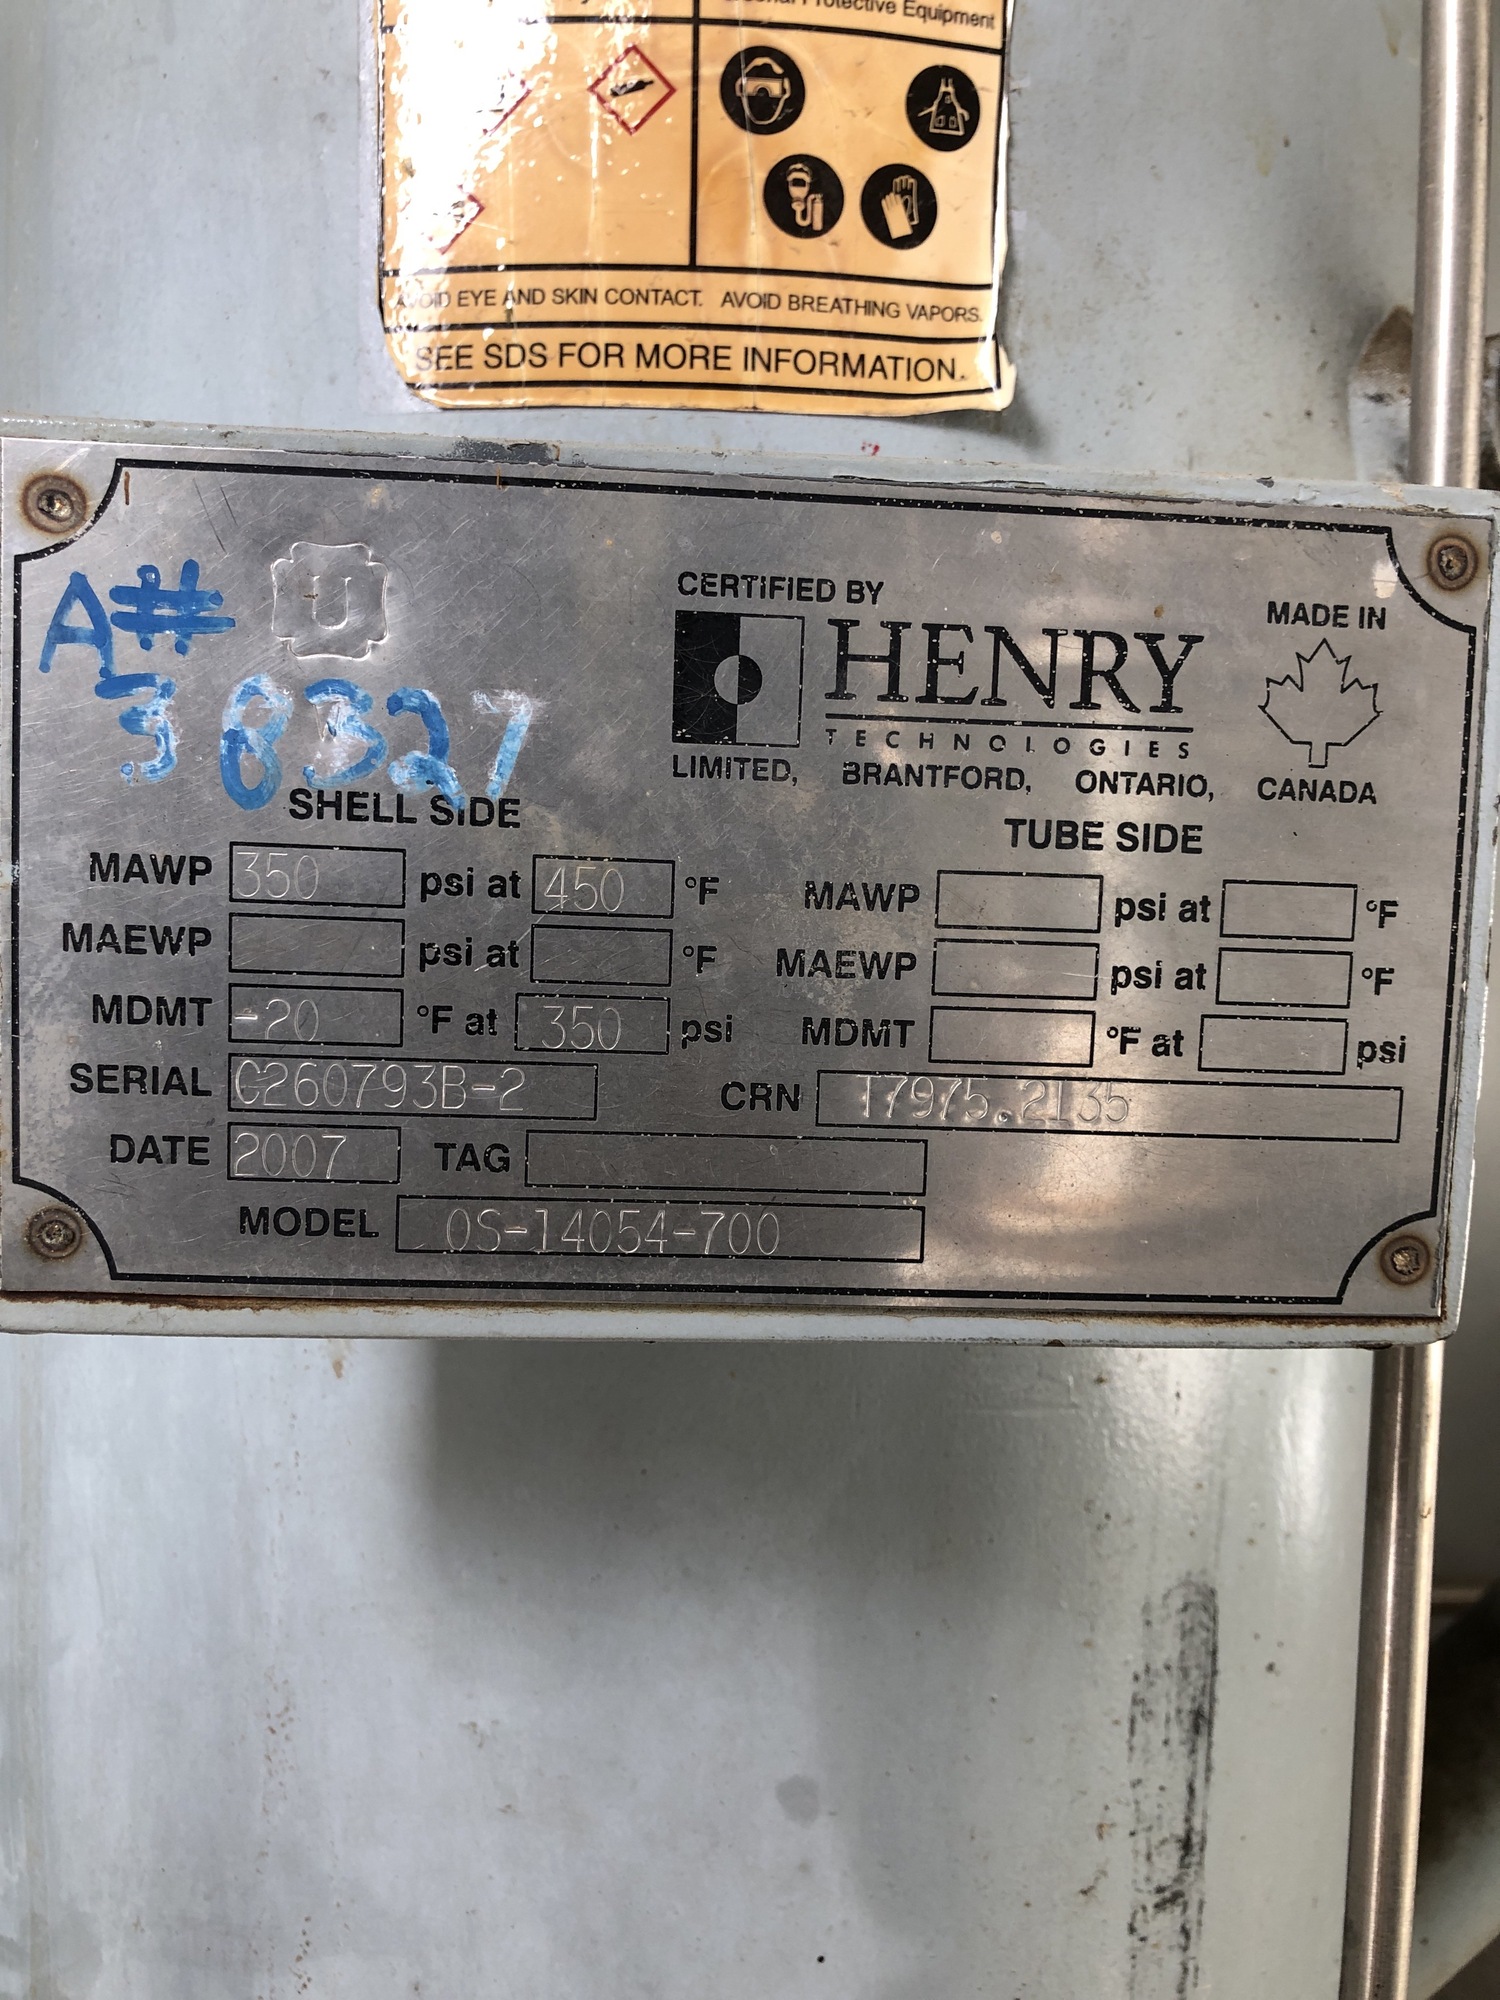 Protective Equipment
AVOID EYE AND SKIN CONTACT. AVOID BREATHING VAPORS.
SEE SDS FOR MORE INFORMATION.
A# U
38327
CERTIFIED BY
HENRY
TECHNOLOGIES
LIMITED, BRANTFORD, ONTARIO,
MADE IN
CANADA
SHELL SIDE
MAWP 350 psi at 450 °F
MAEWP psi at °F
MDMT -20 °F at 350 psi
TUBE SIDE
MAWP psi at °F
MAEWP psi at °F
MDMT °F at psi
SERIAL C260793B-2 CRN T7975.2135
DATE 2007 TAG
MODEL OS-14054-700